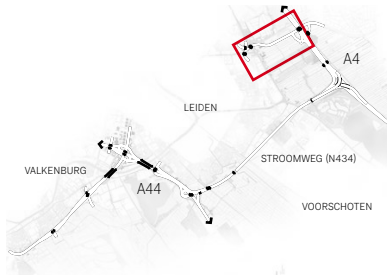 A4
LEIDEN
STROOMWEG (N434)
VALKENBURG
A44
VOORSCHOTEN